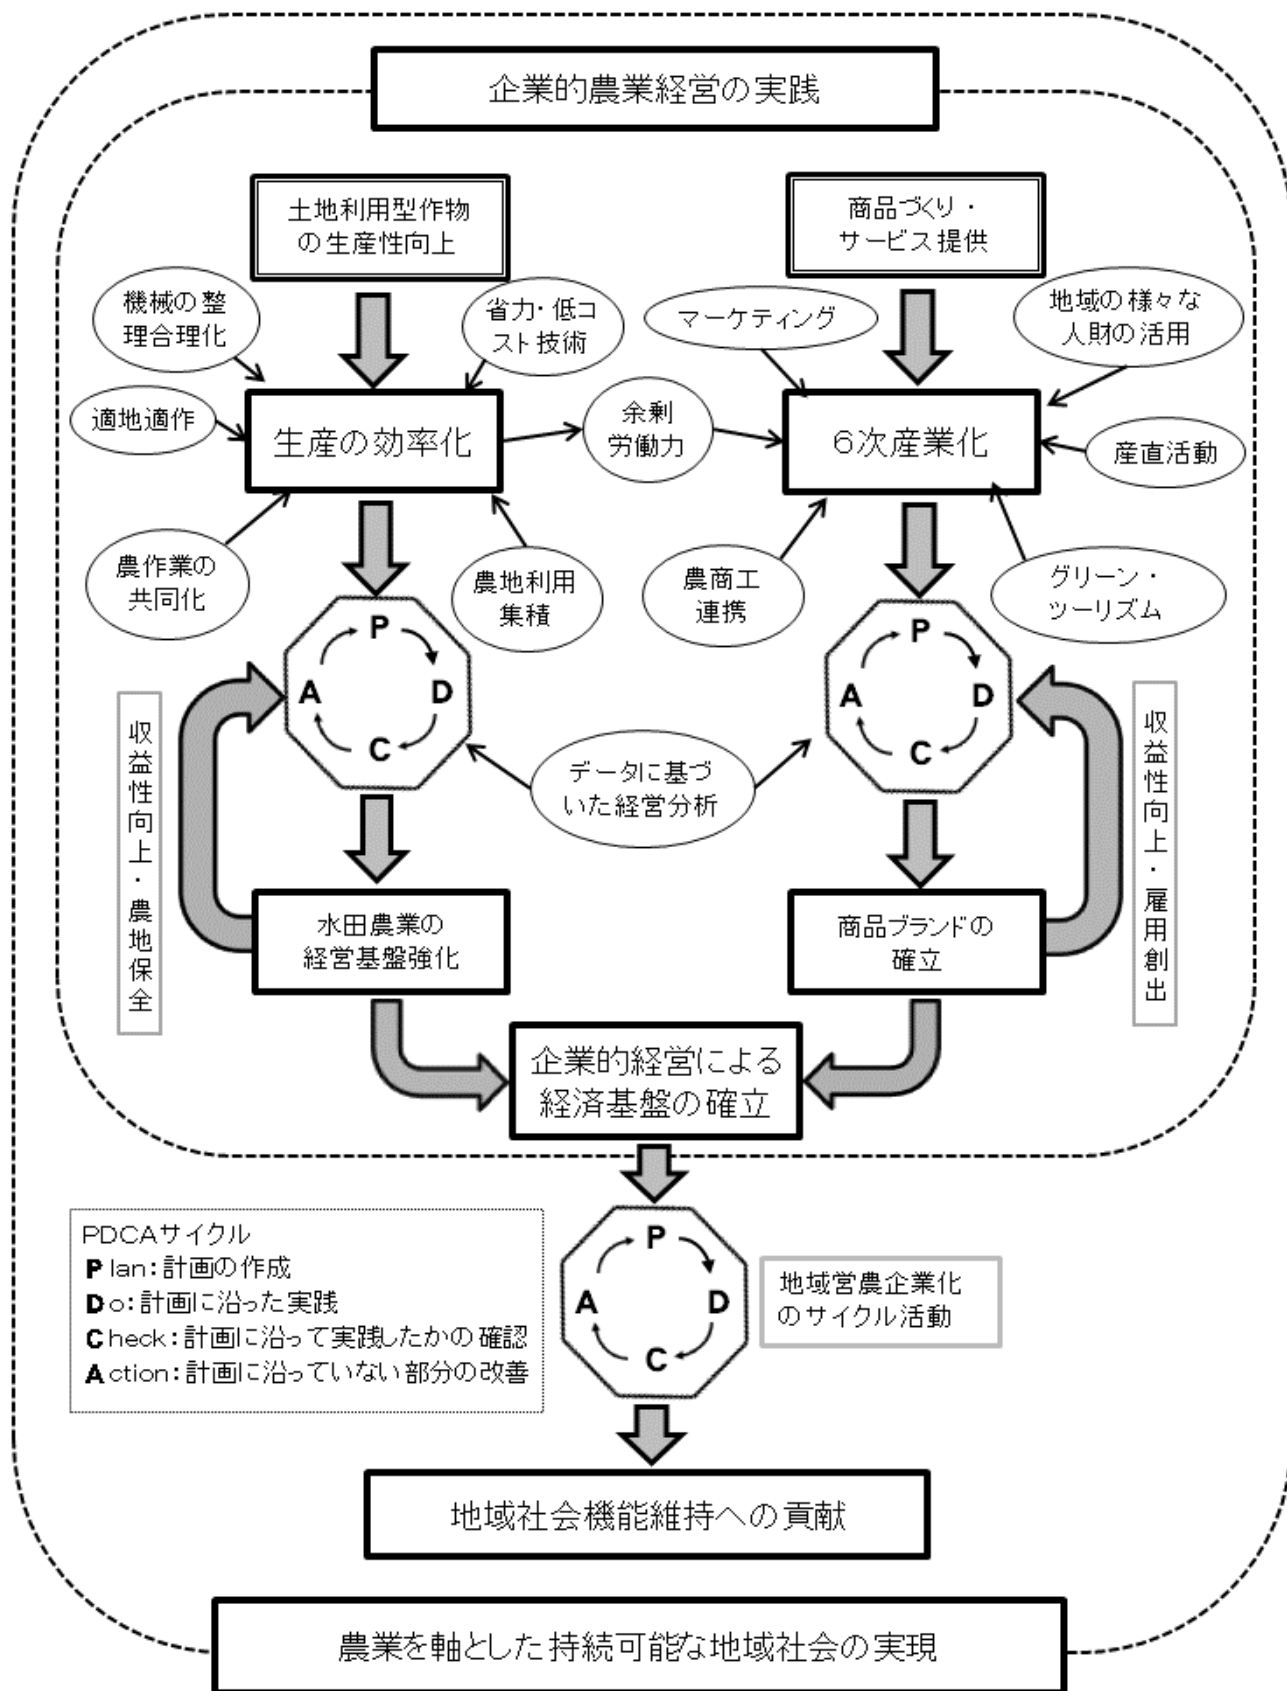 企業的農業経営の実践
土地利用型作物
の生産性向上
商品づくり・
サービス提供
機械の整
理合理化
省力・低コ
スト技術
マーケティング
地域の様々な
人財の活用
適地適作
生産の効率化
余剰
労働力
6次産業化
産直活動
農作業の
共同化
農地利用
集積
農商工
連携
グリーン・
ツーリズム
P
D
C
A
P
D
C
A
収益性向上・農地保全
データに基づ
いた経営分析
収益性向上・雇用創出
水田農業の
経営基盤強化
商品ブランドの
確立
企業的経営による
経済基盤の確立
PDCAサイクル
Plan:計画の作成
Do:計画に沿った実践
Check:計画に沿って実践したかの確認
Action:計画に沿っていない部分の改善
P
D
C
A
地域営農企業化
のサイクル活動
地域社会機能維持への貢献
農業を軸とした持続可能な地域社会の実現